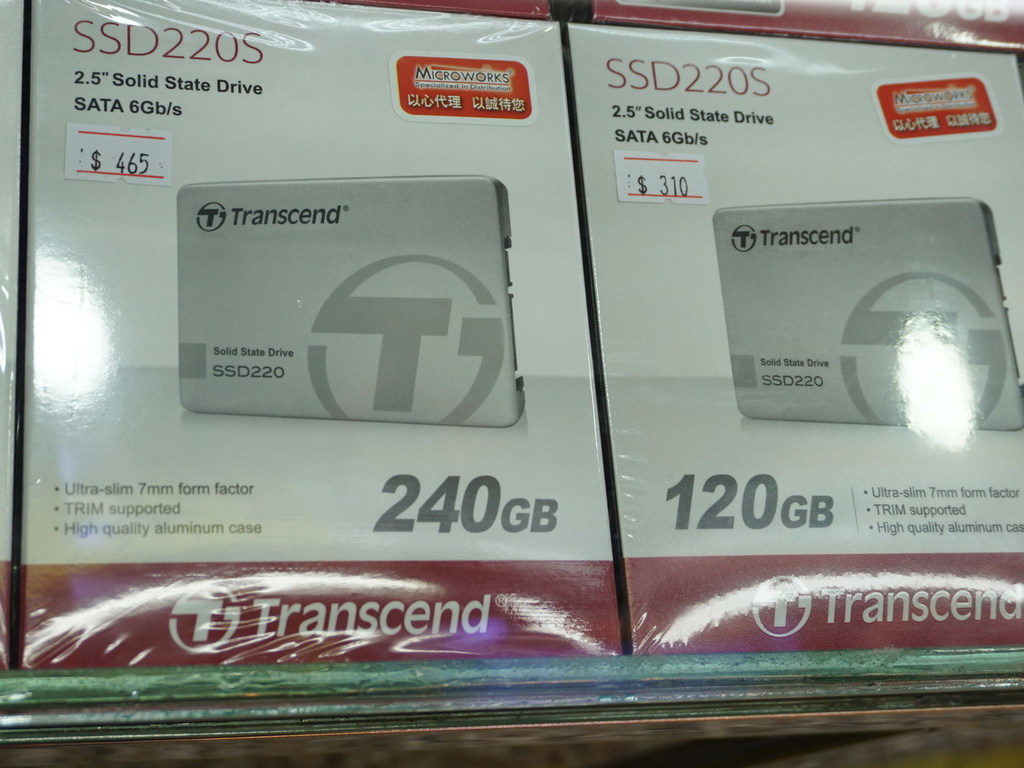 SSD220S
2.5" Solid State Drive
SATA 6Gb/s
$ 465
MICROWORKS
Specialized in Distribution
以心代理 以誠待您
Transcend®
Solid State Drive
SSD220
• Ultra-slim 7mm form factor
• TRIM supported
• High quality aluminum case
240GB
Transcend®
120GB
SSD220S
2.5" Solid State Drive
SATA 6Gb/s
$ 310
MICROWORKS
以心代理 以誠待您
Transcend®
Solid State Drive
SSD220
120GB
• Ultra-slim 7mm form factor
• TRIM supported
• High quality aluminum cas
Transcend